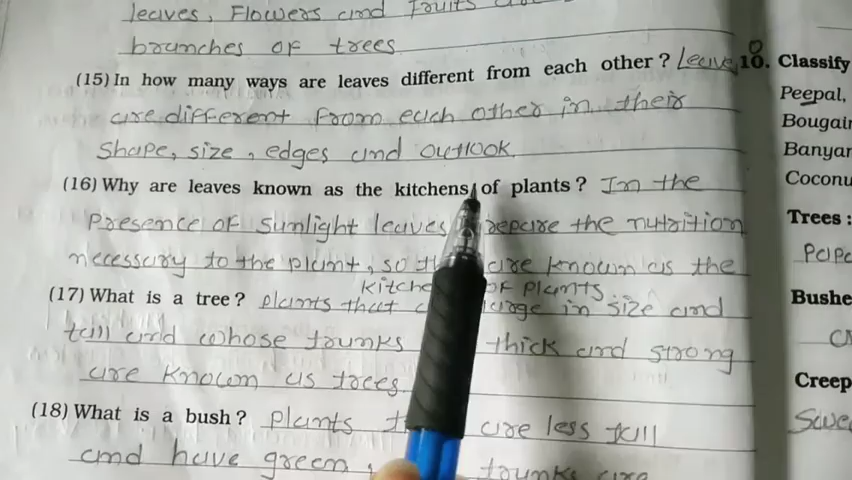 leaves, Flowers and Fruits
branches of trees
(15) In how many ways are leaves different from each other ? Leaves
are different from each other in their
shape, size, edges and outlook.
(16) Why are leaves known as the kitchens of plants ? In the
presence of sunlight leaves prepare the nutrition
necessary to the plant, so are known as the
kitche of plants.
(17) What is a tree ? plants that large in size and
tall and whose trunks thick and strong
are known as trees
(18) What is a bush ? plants are less tall
and have green, trunks are
10. Classify
Peepal,
Bougain
Banyan
Coconu
Trees :
Bushe
Creep